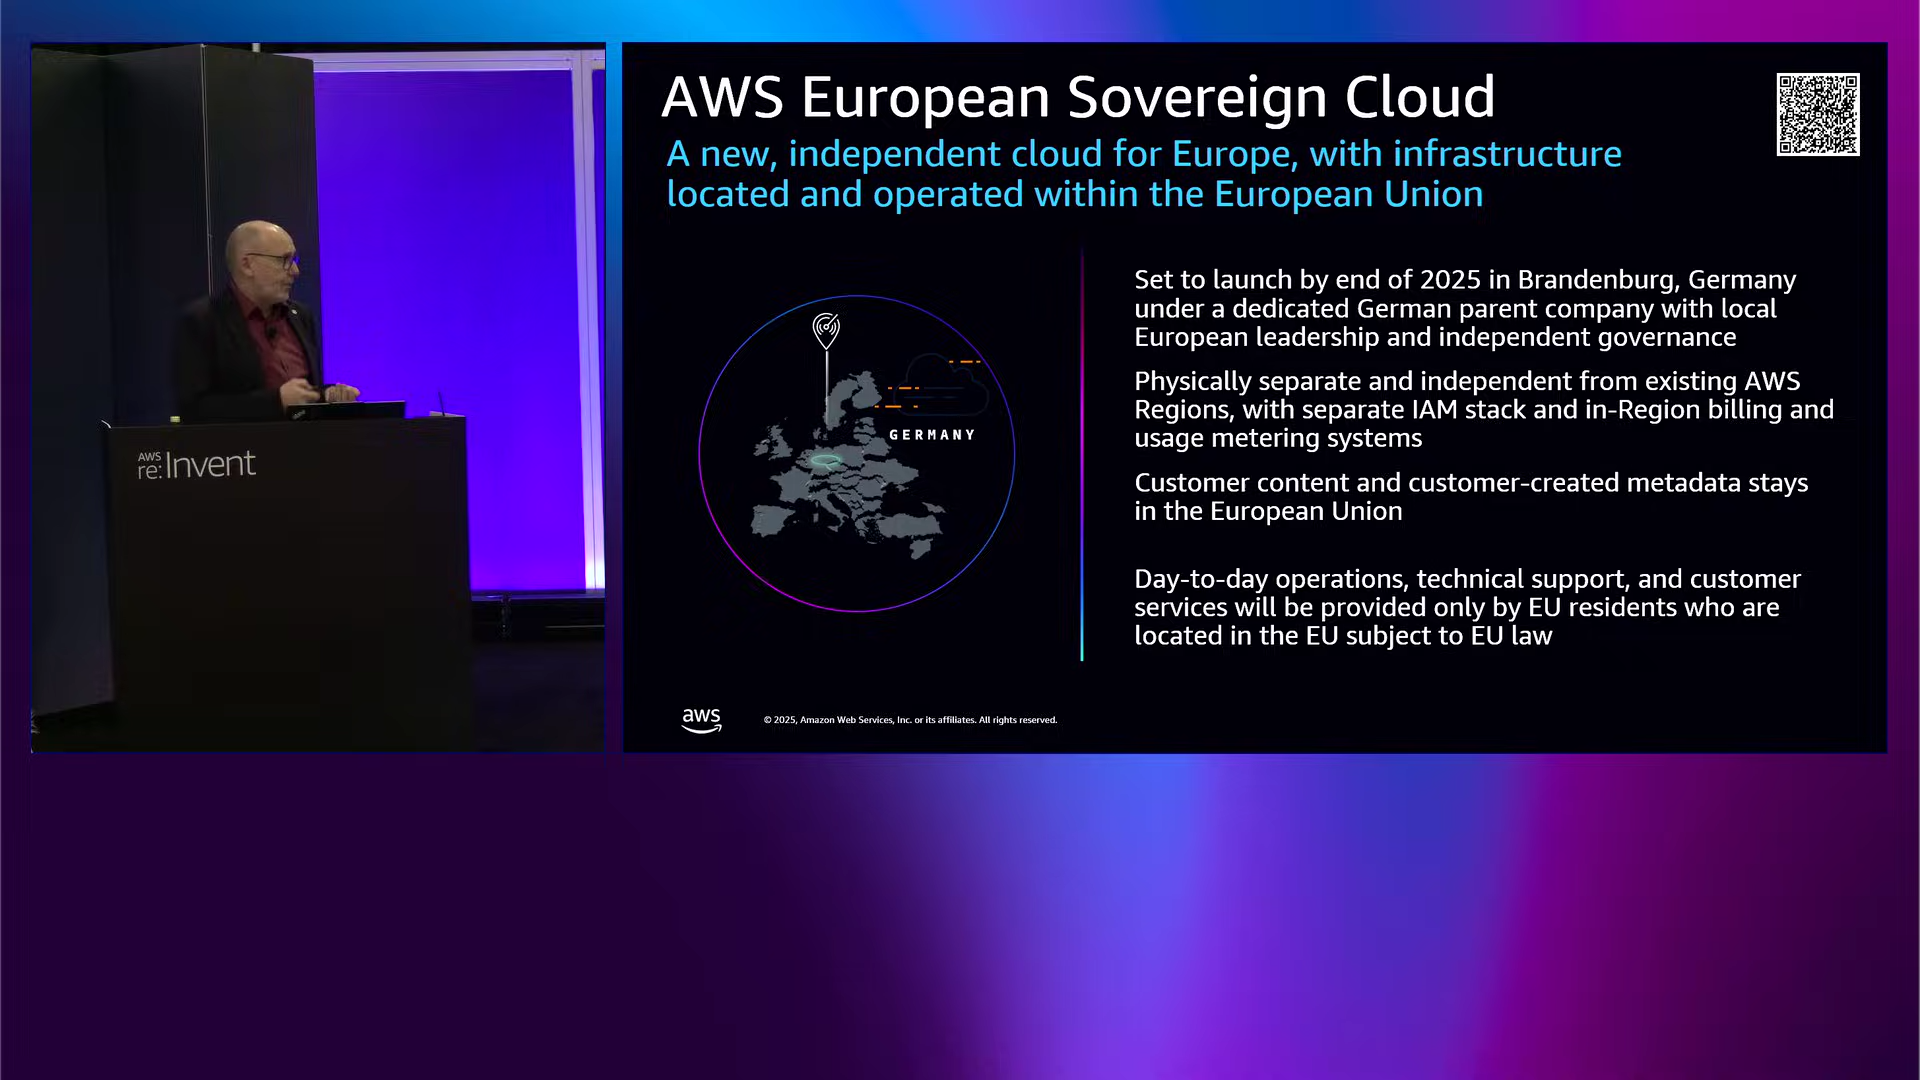 AWS
re:Invent
AWS European Sovereign Cloud
A new, independent cloud for Europe, with infrastructure
located and operated within the European Union
GERMANY
Set to launch by end of 2025 in Brandenburg, Germany
under a dedicated German parent company with local
European leadership and independent governance
Physically separate and independent from existing AWS
Regions, with separate IAM stack and in-Region billing and
usage metering systems
Customer content and customer-created metadata stays
in the European Union
Day-to-day operations, technical support, and customer
services will be provided only by EU residents who are
located in the EU subject to EU law
aws
© 2025, Amazon Web Services, Inc. or its affiliates. All rights reserved.